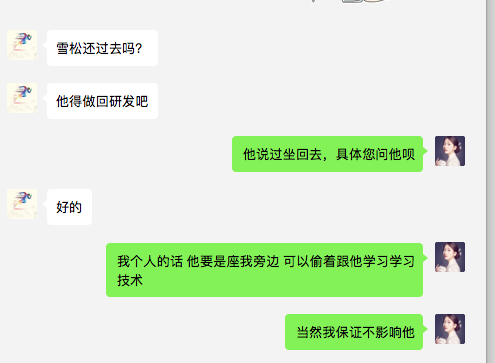 雪松还过去吗？
他得做回研发吧
他说过坐回去，具体您问他呗
好的
我个人的话 他要是座我旁边 可以偷着跟他学习学习
技术
当然我保证不影响他